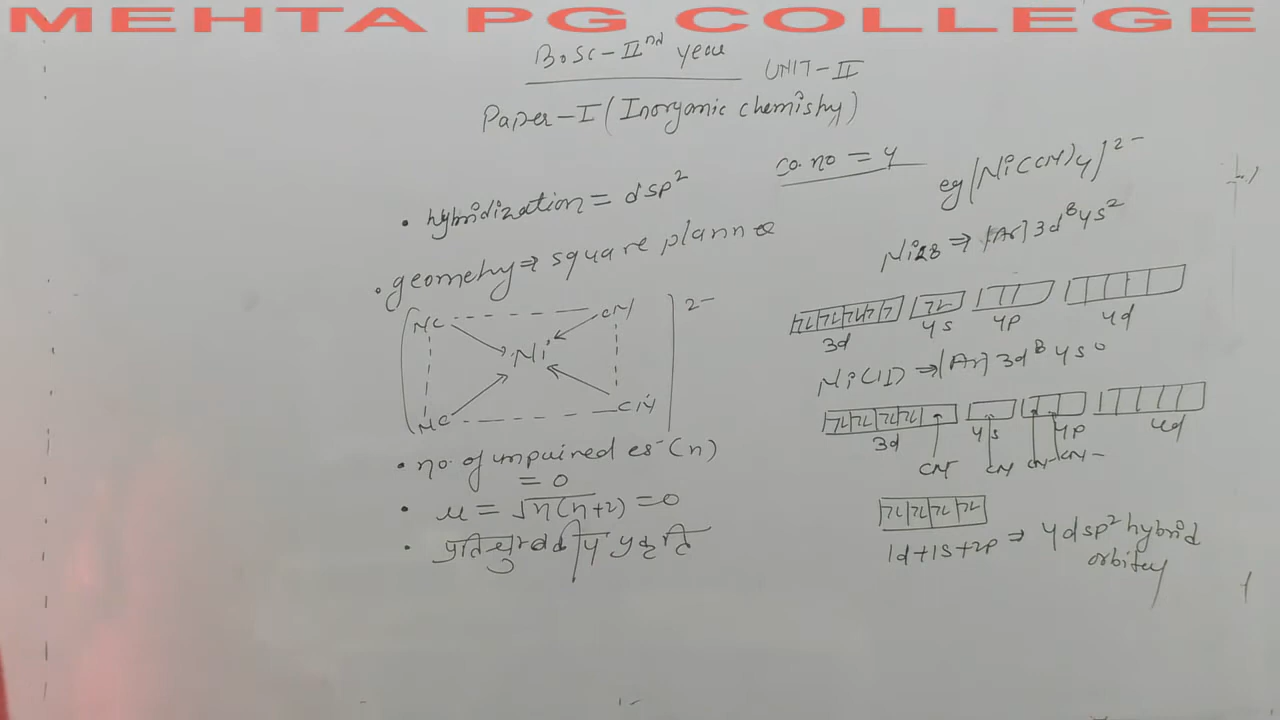 MEHTA PG COLLEGE
B.Sc-IInd year
UNIT-II
Paper-I (Inorganic chemistry)
co.no = 4
eg [Ni(CN)4]2-
• hybridization = dsp2
Ni28 ⇒ [Ar] 3d8 4s2
• geometry ⇒ square planner
3d 4s 4p 4d
[NC CN ]2-
Ni
NC CN
Ni(II) ⇒ [Ar] 3d8 4s0
3d 4s 4p 4d
CN- CN- CN- CN-
• no. of unpaired es- (n)
= 0
• μ = √n(n+2) = 0
• प्रतिचुम्बकीय प्रकृति
1d+1s+2p ⇒ 4 dsp2 hybrid